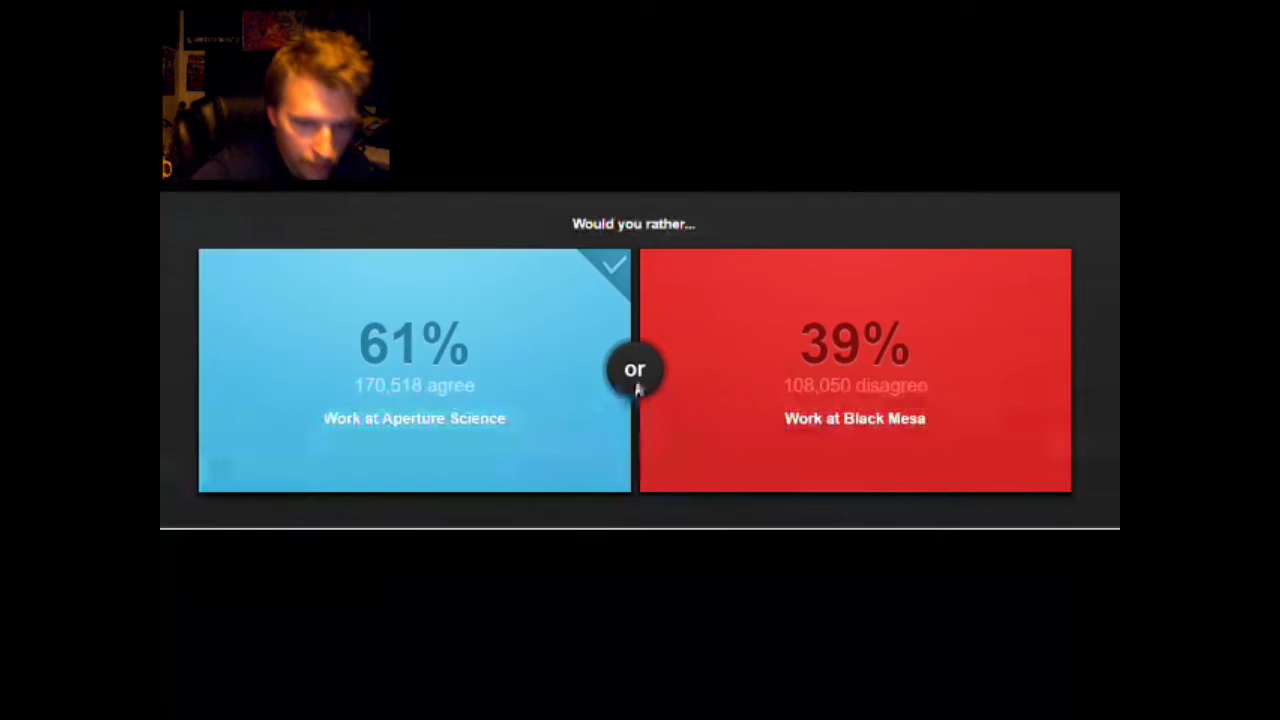 Would you rather...
61%
170,518 agree
Work at Aperture Science
or
39%
108,050 disagree
Work at Black Mesa